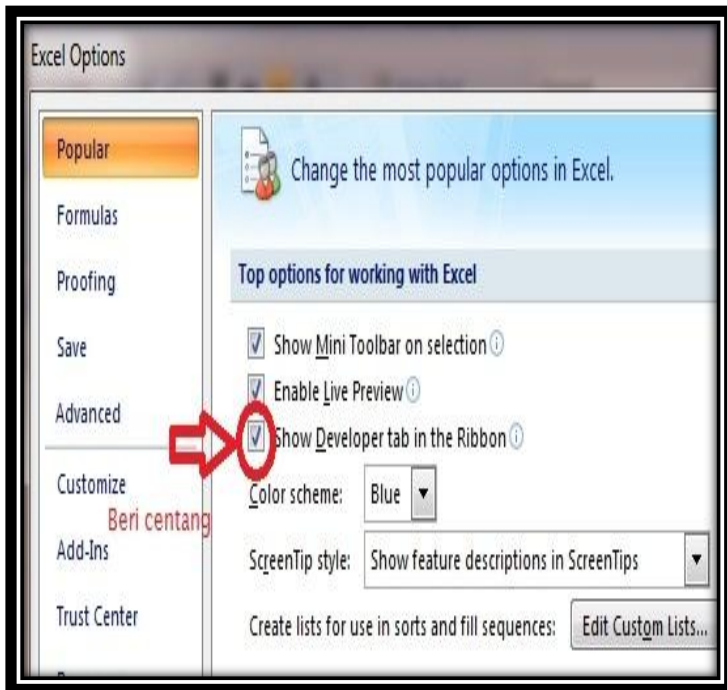 Excel Options
Popular
Formulas
Proofing
Save
Advanced
Customize
Beri centang
Add-Ins
Trust Center
Change the most popular options in Excel.
Top options for working with Excel
Show Mini Toolbar on selection
Enable Live Preview
Show Developer tab in the Ribbon
Color scheme: Blue
ScreenTip style: Show feature descriptions in ScreenTips
Create lists for use in sorts and fill sequences: Edit Custom Lists...